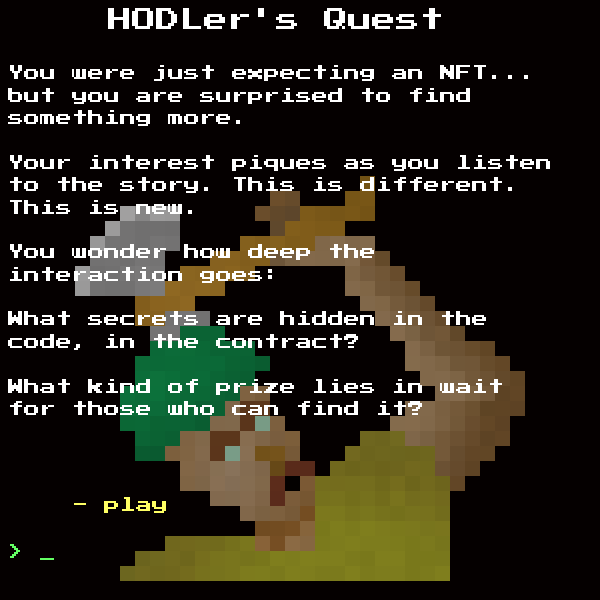 HODLer's Quest
You were just expecting an NFT...
but you are surprised to find
something more.
Your interest piques as you listen
to the story. This is different.
This is new.
You wonder how deep the
interaction goes:
What secrets are hidden in the
code, in the contract?
What kind of prize lies in wait
for those who can find it?
- play
> _